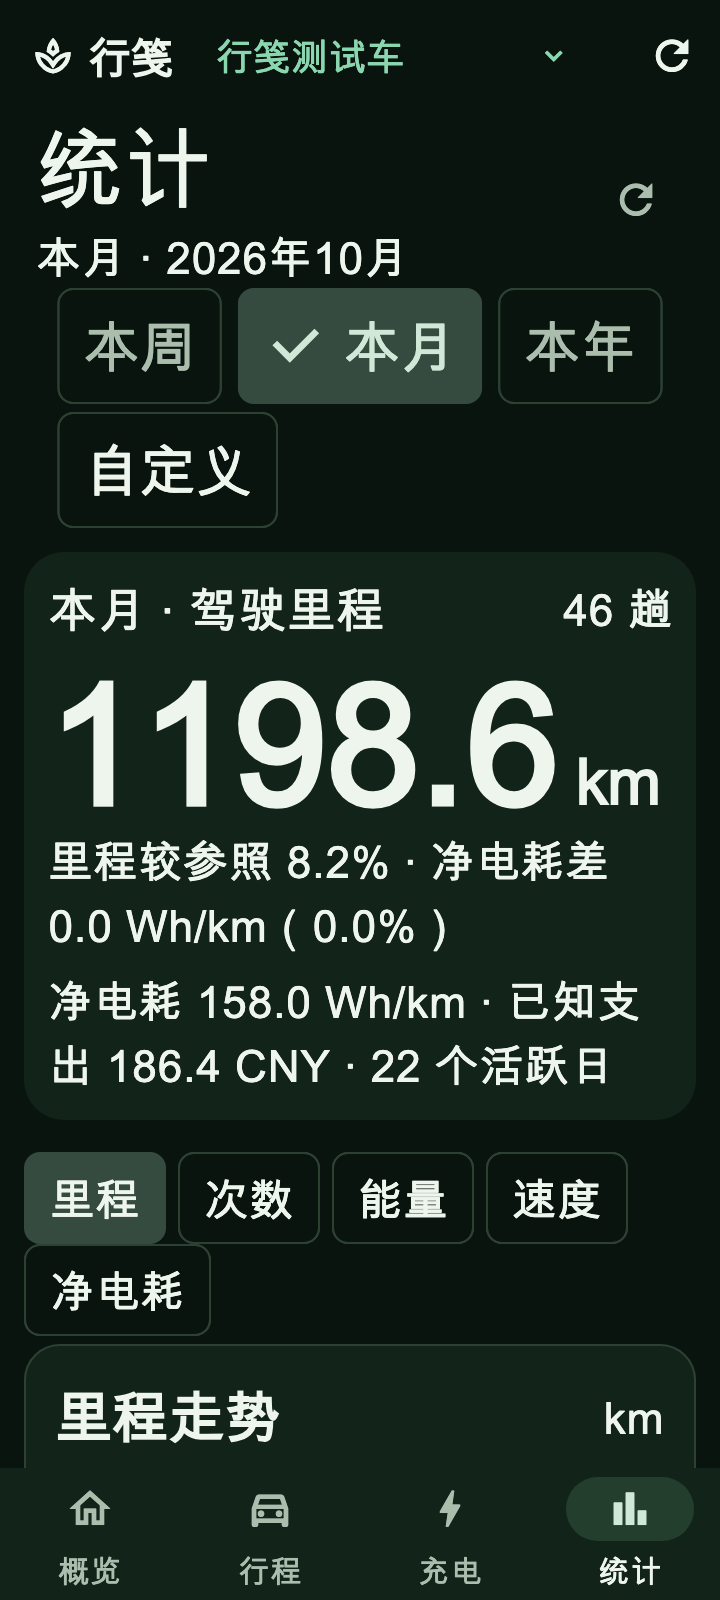 行笺 行笺测试车
统计
本月 · 2026年10月
本周 本月 本年
自定义
本月 · 驾驶里程 46 趟
1198.6 km
里程较参照 8.2% · 净电耗差
0.0 Wh/km ( 0.0% )
净电耗 158.0 Wh/km · 已知支
出 186.4 CNY · 22 个活跃日
里程 次数 能量 速度
净电耗
里程走势 km
概览 行程 充电 统计